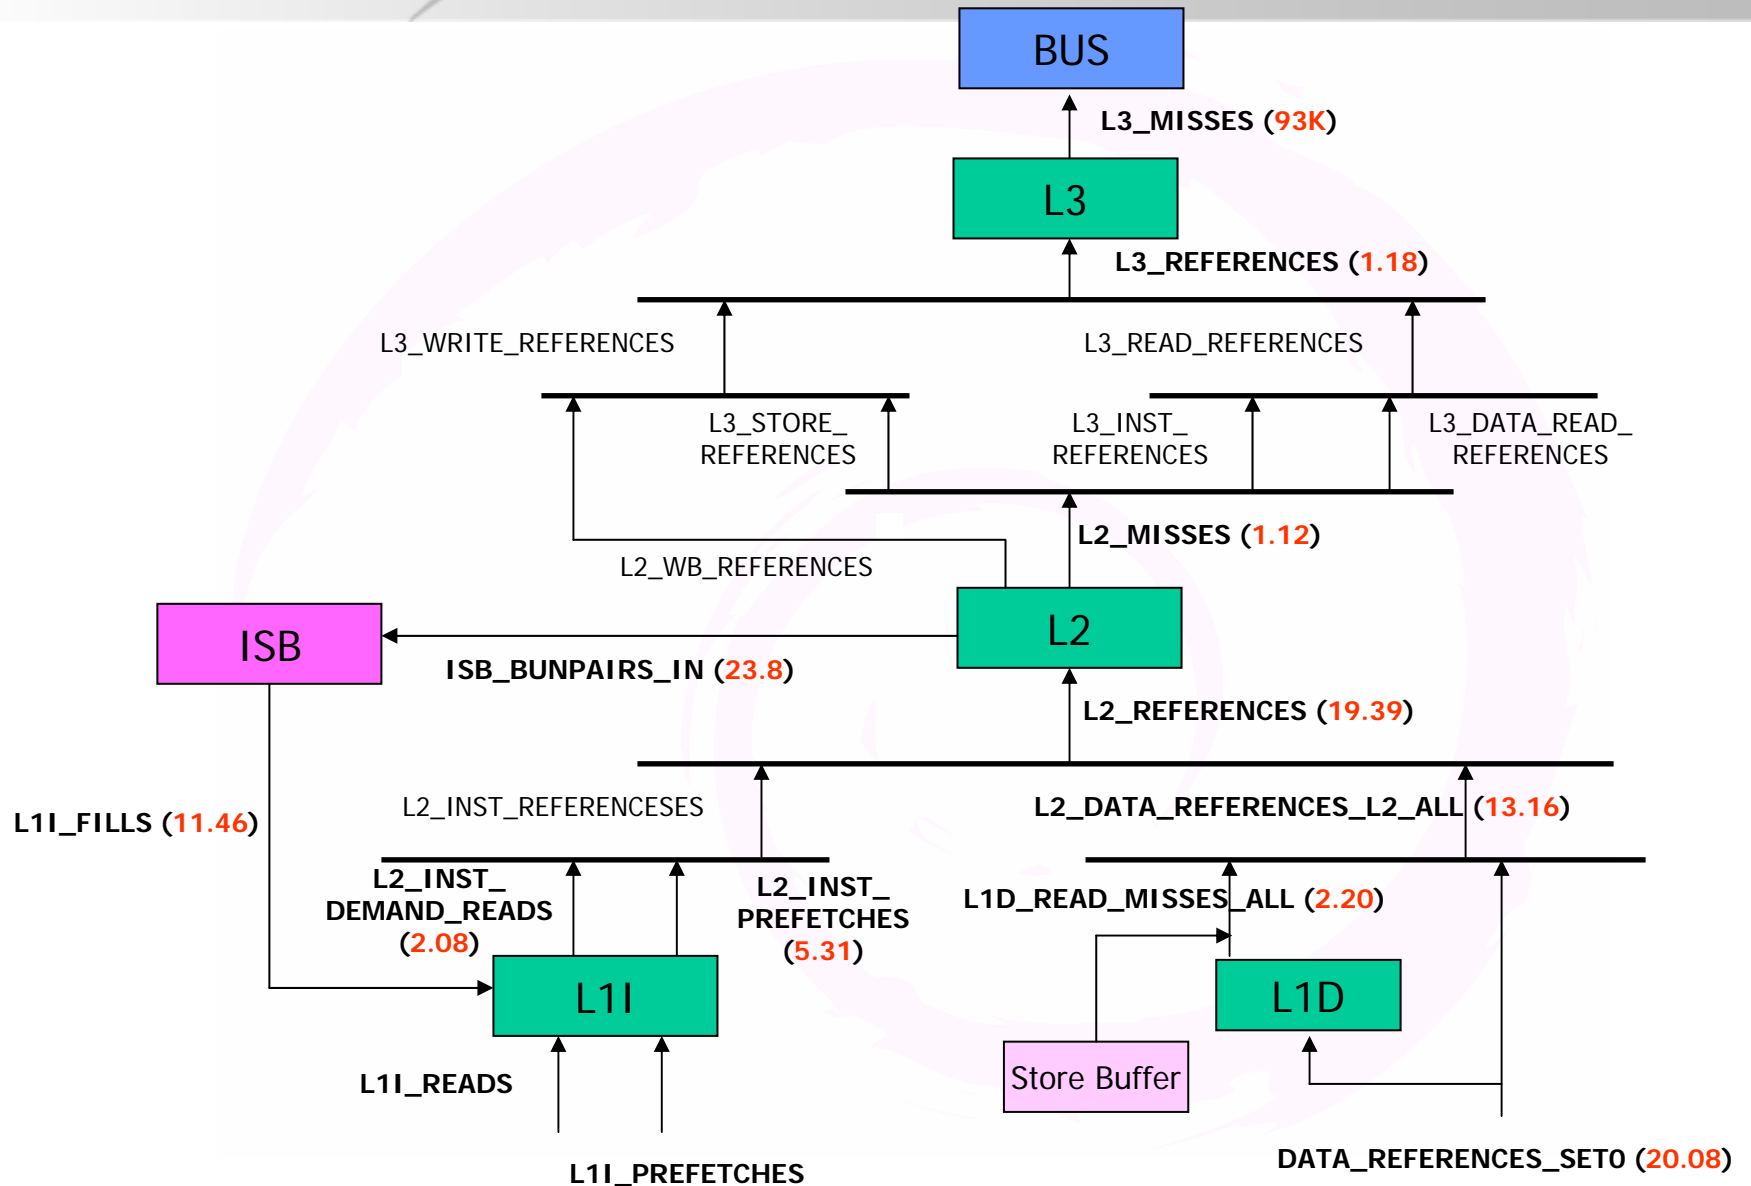 BUS
L3_MISSES (93K)
L3
L3_REFERENCES (1.18)
L3_WRITE_REFERENCES
L3_READ_REFERENCES
L3_STORE_
REFERENCES
L3_INST_
REFERENCES
L3_DATA_READ_
REFERENCES
L2_MISSES (1.12)
L2_WB_REFERENCES
ISB
L2
ISB_BUNPAIRS_IN (23.8)
L2_REFERENCES (19.39)
L2_INST_REFERENCESES
L2_DATA_REFERENCES_L2_ALL (13.16)
L1I_FILLS (11.46)
L2_INST_
DEMAND_READS
(2.08)
L2_INST_
PREFETCHES
(5.31)
L1D_READ_MISSES_ALL (2.20)
L1I
L1D
Store Buffer
L1I_READS
L1I_PREFETCHES
DATA_REFERENCES_SET0 (20.08)